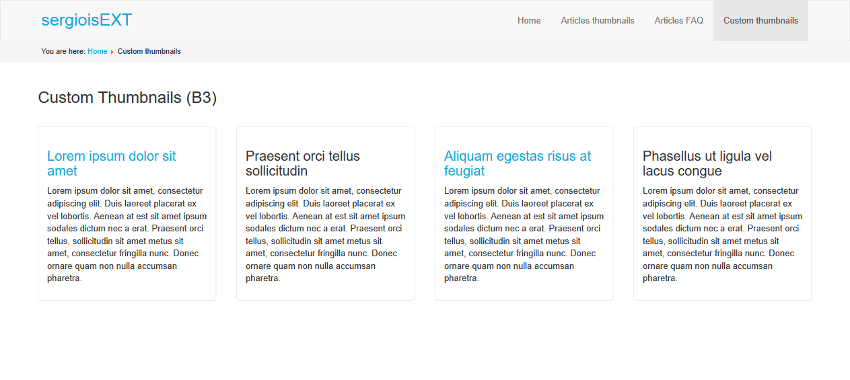 sergioisEXT
Home Articles thumbnails Articles FAQ Custom thumbnails
You are here: Home Custom thumbnails
Custom Thumbnails (B3)
Lorem ipsum dolor sit
amet
Lorem ipsum dolor sit amet, consectetur
adipiscing elit. Duis laoreet placerat ex
vel lobortis. Aenean at est sit amet ipsum
sodales dictum nec a erat. Praesent orci
tellus, sollicitudin sit amet metus sit
amet, consectetur fringilla nunc. Donec
ornare quam non nulla accumsan
pharetra.
Praesent orci tellus
sollicitudin
Lorem ipsum dolor sit amet, consectetur
adipiscing elit. Duis laoreet placerat ex
vel lobortis. Aenean at est sit amet ipsum
sodales dictum nec a erat. Praesent orci
tellus, sollicitudin sit amet metus sit
amet, consectetur fringilla nunc. Donec
ornare quam non nulla accumsan
pharetra.
Aliquam egestas risus at
feugiat
Lorem ipsum dolor sit amet, consectetur
adipiscing elit. Duis laoreet placerat ex
vel lobortis. Aenean at est sit amet ipsum
sodales dictum nec a erat. Praesent orci
tellus, sollicitudin sit amet metus sit
amet, consectetur fringilla nunc. Donec
ornare quam non nulla accumsan
pharetra.
Phasellus ut ligula vel
lacus congue
Lorem ipsum dolor sit amet, consectetur
adipiscing elit. Duis laoreet placerat ex
vel lobortis. Aenean at est sit amet ipsum
sodales dictum nec a erat. Praesent orci
tellus, sollicitudin sit amet metus sit
amet, consectetur fringilla nunc. Donec
ornare quam non nulla accumsan
pharetra.